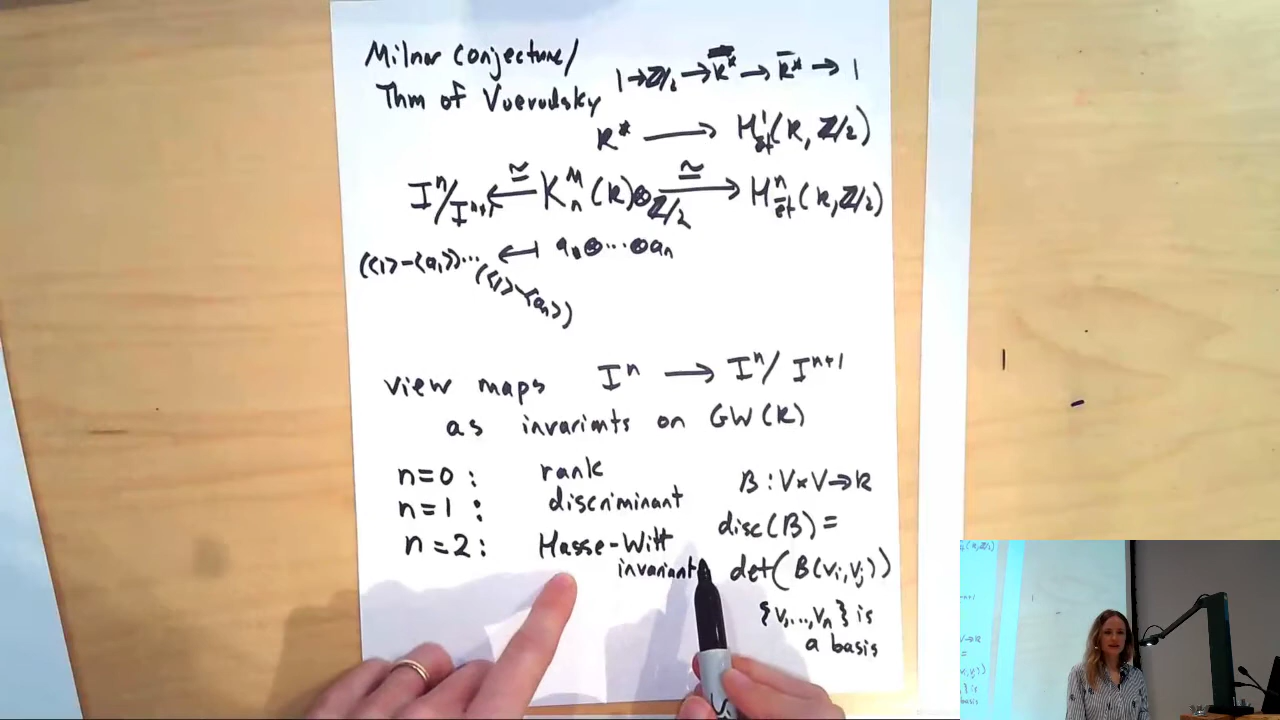 Milnor conjecture/
Thm of Voevodsky
1 → Z/2 → k̄* → k̄* → 1
k* → H¹ét(k, Z/2)
Iⁿ/Iⁿ⁺¹ ←≅ Kₙᴹ(k)⊗Z/2 →≅ Hⁿét(k, Z/2)
(<1>-<a₁>)... (<1>-<aₙ>) ↤ a₁⊗...⊗aₙ
view maps Iⁿ → Iⁿ/Iⁿ⁺¹
as invariants on GW(k)
n=0: rank
n=1: discriminant
n=2: Hasse-Witt
invariant
B: V×V→k
disc(B) =
det(B(vᵢ,vⱼ))
{v₁...,vₙ} is
a basis